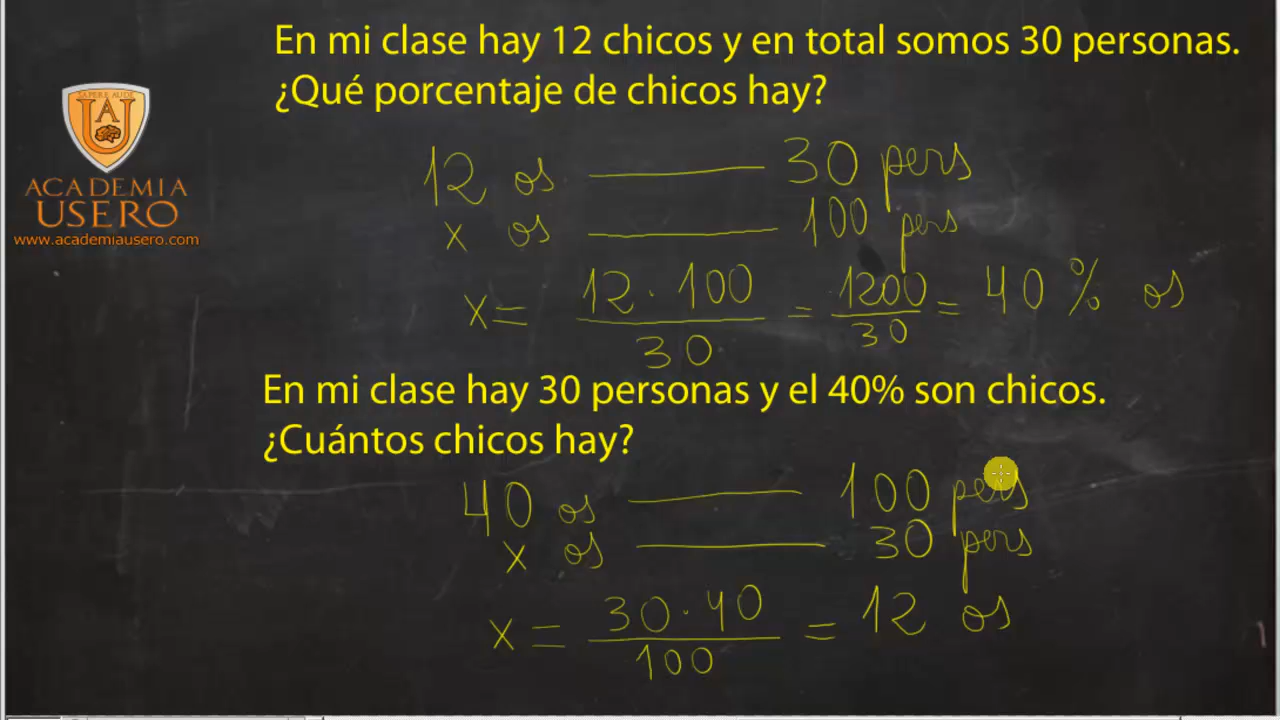 En mi clase hay 12 chicos y en total somos 30 personas.
¿Qué porcentaje de chicos hay?
SAPERE AUDE
UA
ACADEMIA
USERO
www.academiausero.com
12 os —— 30 pers
x os —— 100 pers
x = 12 · 100 / 30 = 1200 / 30 = 40 % os
En mi clase hay 30 personas y el 40% son chicos.
¿Cuántos chicos hay?
40 os —— 100 pers
x os —— 30 pers
x = 30 · 40 / 100 = 12 os